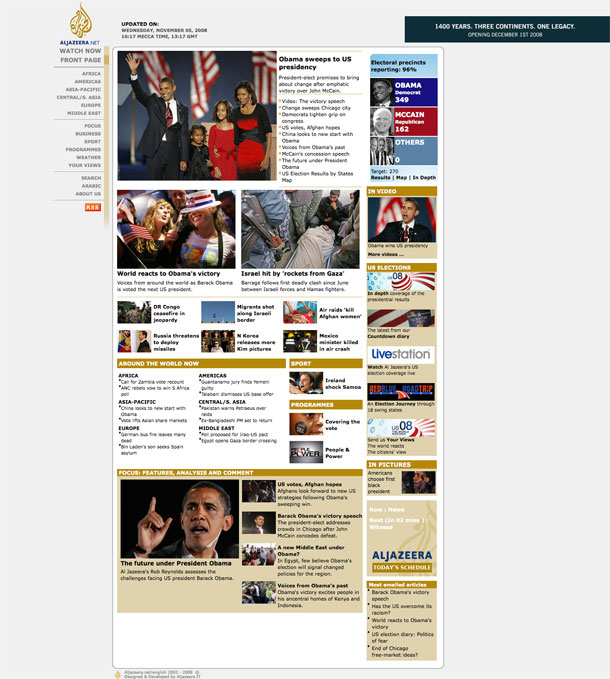 ALJAZEERA.NET
WATCH NOW
FRONT PAGE
AFRICA
AMERICAS
ASIA-PACIFIC
CENTRAL/S. ASIA
EUROPE
MIDDLE EAST
FOCUS
BUSINESS
SPORT
PROGRAMMES
WEATHER
YOUR VIEWS
SEARCH
ARABIC
ABOUT US
RSS
UPDATED ON:
WEDNESDAY, NOVEMBER 05, 2008
16:17 MECCA TIME, 13:17 GMT
1400 YEARS. THREE CONTINENTS. ONE LEGACY.
OPENING DECEMBER 1ST 2008
Obama sweeps to US
presidency
President-elect promises to bring
about change after emphatic
victory over John McCain.
Video: The victory speech
Change sweeps Chicago city
Democrats tighten grip on
congress
US votes, Afghan hopes
China looks to new start with
Obama
Voices from Obama's past
McCain's concession speech
The future under President
Obama
US Election Results by States
Map
World reacts to Obama's victory
Voices from around the world as Barack Obama
is voted the next US president.
Israel hit by 'rockets from Gaza'
Barrage follows first deadly clash since June
between Israeli forces and Hamas fighters.
DR Congo
ceasefire in
jeopardy
Migrants shot
along Israeli
border
Air raids 'kill
Afghan women'
Russia threatens
to deploy
missiles
N Korea
releases more
Kim pictures
Mexico
minister killed
in air crash
AROUND THE WORLD NOW
AFRICA
Call for Zambia vote recount
ANC rebels vow to win S Africa
poll
ASIA-PACIFIC
China looks to new start with
Obama
Vote lifts Asian share markets
EUROPE
German bus fire leaves many
dead
Bin Laden's son seeks Spain
asylum
AMERICAS
Guantanamo jury finds Yemeni
guilty
Talabani dismisses US base offer
CENTRAL/S. ASIA
Pakistan warns Petraeus over
raids
Ex-Bangladeshi PM set to return
MIDDLE EAST
Poll proposed for Iraq-US pact
Egypt opens Gaza border crossing
SPORT
Ireland
shock Samoa
PROGRAMMES
Covering the
vote
PEOPLE
POWER
People &
Power
FOCUS: FEATURES, ANALYSIS AND COMMENT
The future under President Obama
Al Jazeera's Rob Reynolds assesses the
challenges facing US president Barack Obama.
US votes, Afghan hopes
Afghans look forward to new US
strategies following Obama's
sweeping win.
Barack Obama's victory speech
The president-elect addresses
crowds in Chicago after John
McCain concedes defeat.
A new Middle East under
Obama?
In Egypt, few believe Obama's
election will signal changed
policies for the region.
Voices from Obama's past
Obama's victory excites people in
his ancestral homes of Kenya and
Indonesia.
Electoral precincts
reporting: 96%
OBAMA
Democrat
349
MCCAIN
Republican
162
OTHERS
0
Target: 270
Results | Map | In Depth
IN VIDEO
Obama wins US presidency
More videos ...
US ELECTIONS
US 08
In depth coverage of the
presidential results
The latest from our
Countdown diary
livestation
Watch Al Jazeera's US
election coverage live
RED BLUE ROADTRIP
An Election Journey through
18 swing states
US 08
Send us Your Views
The world reacts
The citizens' view
IN PICTURES
Americans
choose first
black
president
Now : News
Next (In 82 mins ) :
Witness
ALJAZEERA
TODAY'S SCHEDULE
Most emailed articles
Barack Obama's victory
speech
Has the US overcome its
racism?
World reacts to Obama's
victory
US election diary: Politics
of fear
End of Chicago
free-market ideas?
Aljazeera.net/english 2003 - 2008 ©
Designed & Developed by Aljazeera IT